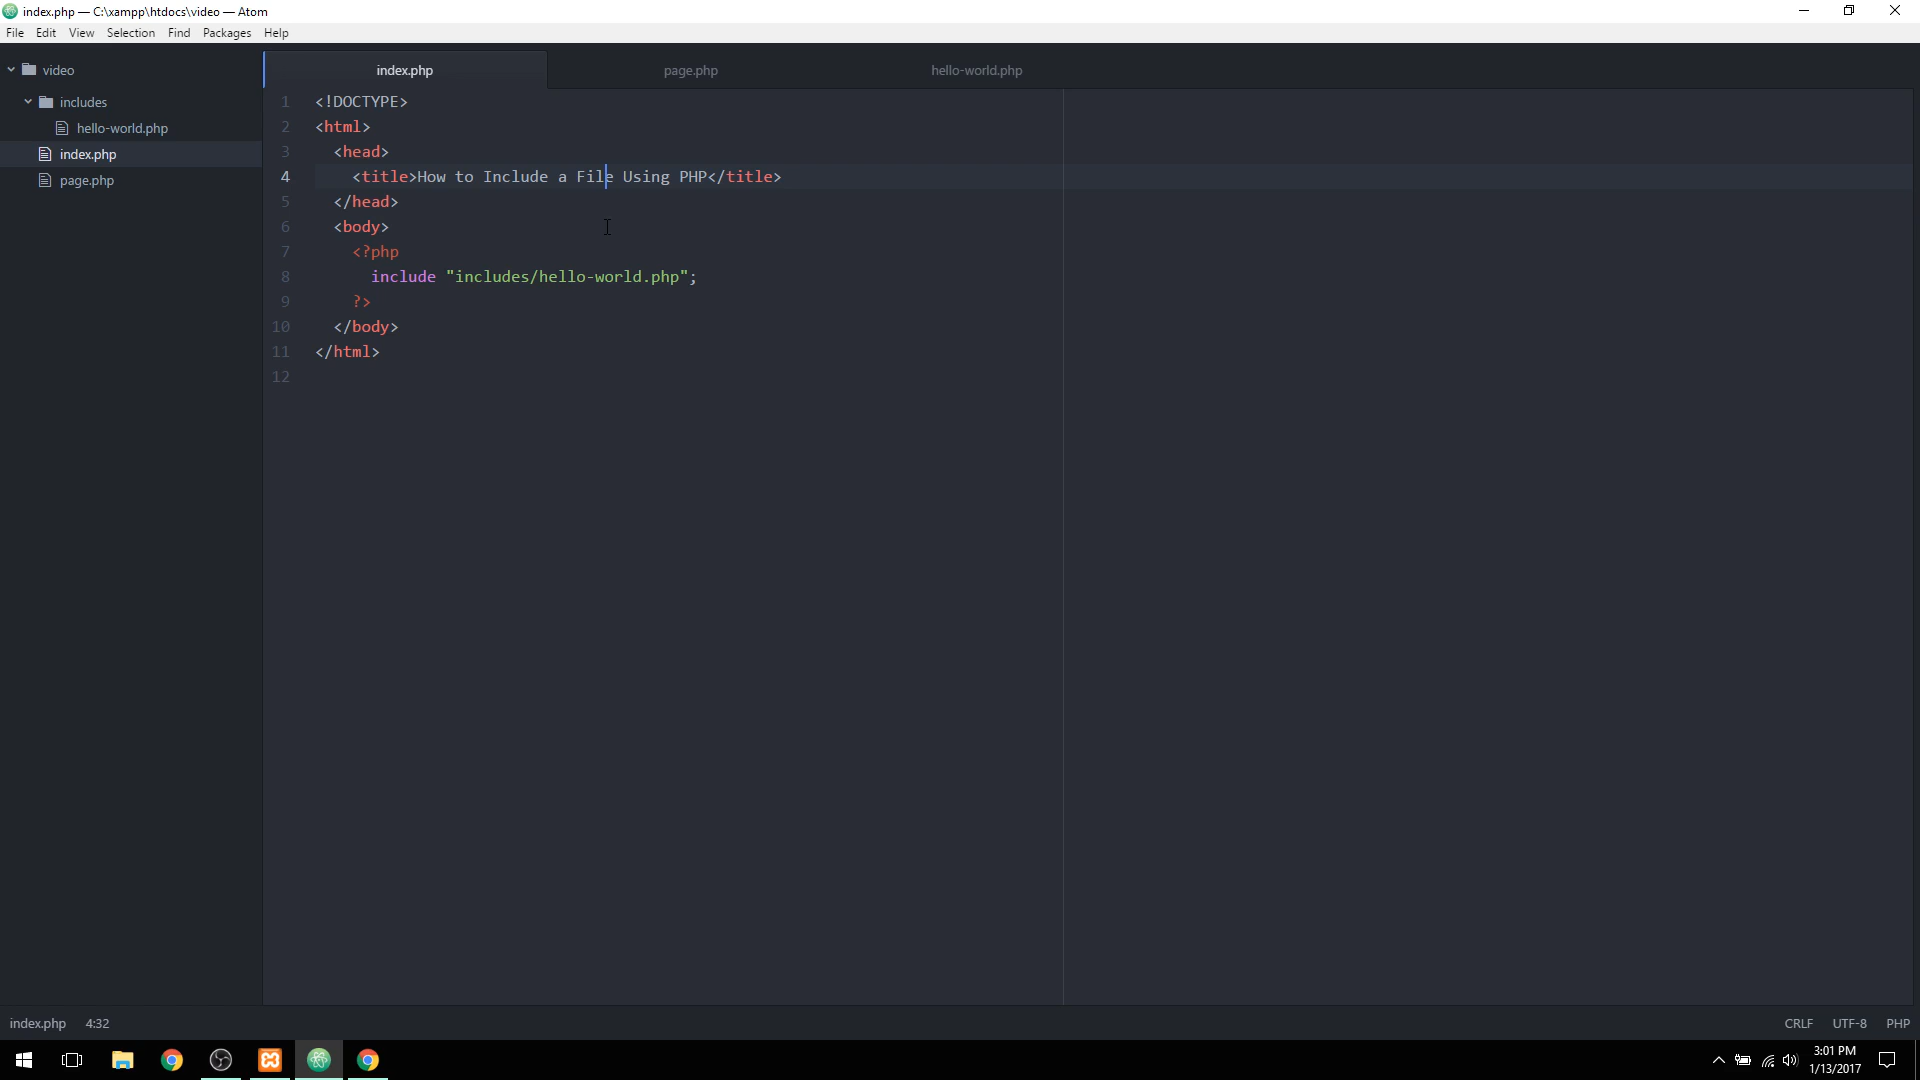 index.php — C:\xampp\htdocs\video — Atom
File Edit View Selection Find Packages Help
video
includes
hello-world.php
index.php
page.php
index.php page.php hello-world.php
1 <!DOCTYPE>
2 <html>
3 <head>
4 <title>How to Include a File Using PHP</title>
5 </head>
6 <body>
7 <?php
8 include "includes/hello-world.php";
9 ?>
10 </body>
11 </html>
12
index.php 4:32 CRLF UTF-8 PHP
3:01 PM
1/13/2017